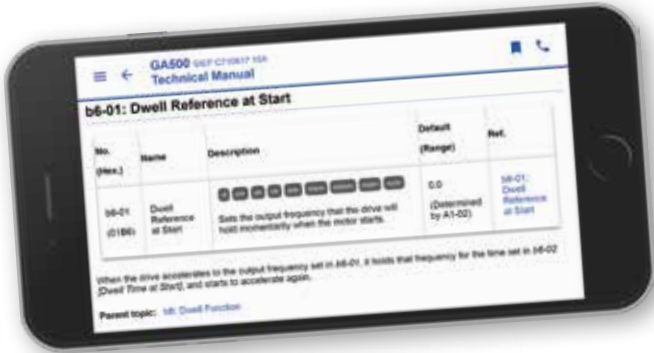 GA500 SIEP C710617 10A
Technical Manual
b6-01: Dwell Reference at Start
No.
(Hex.)
Name
Description
Default
(Range)
Ref.
b6-01
(01B6)
Dwell
Reference
at Start
Sets the output frequency that the drive will
hold momentarily when the motor starts.
0.0
(Determined
by A1-02)
b6-01:
Dwell
Reference
at Start
When the drive accelerates to the output frequency set in b6-01, it holds that frequency for the time set in b6-02
[Dwell Time at Start], and starts to accelerate again.
Parent topic: b6: Dwell Function